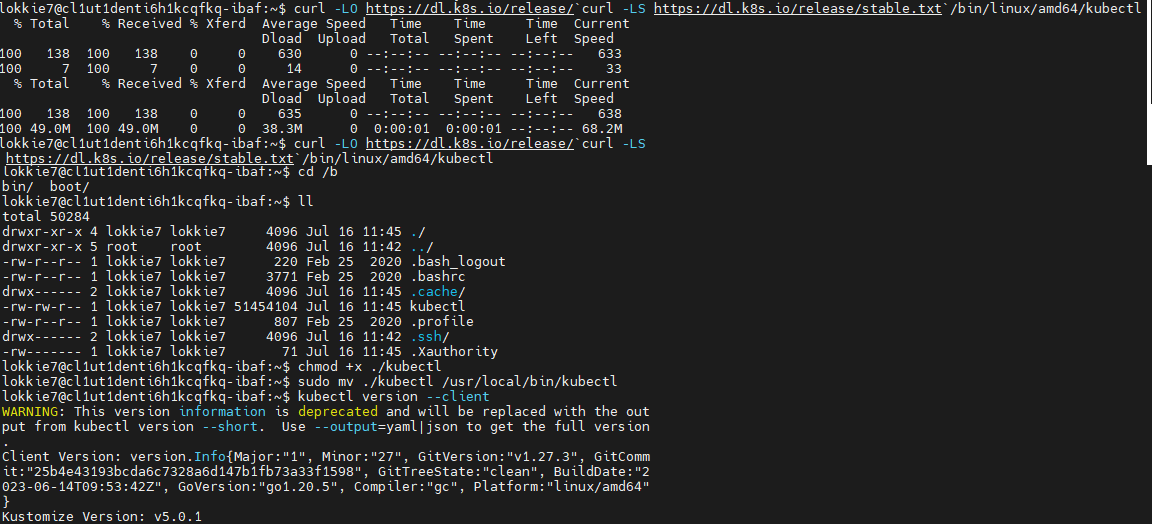 lokkie7@cl1ut1denti6h1kcqfkq-ibaf:~$ curl -LO https://dl.k8s.io/release/`curl -LS https://dl.k8s.io/release/stable.txt`/bin/linux/amd64/kubectl
  % Total    % Received % Xferd  Average Speed   Time    Time     Time  Current
                                 Dload  Upload   Total   Spent    Left  Speed
100   138  100   138    0     0    630      0 --:--:-- --:--:-- --:--:--   633
100     7  100     7    0     0     14      0 --:--:-- --:--:-- --:--:--    33
  % Total    % Received % Xferd  Average Speed   Time    Time     Time  Current
                                 Dload  Upload   Total   Spent    Left  Speed
100   138  100   138    0     0    635      0 --:--:-- --:--:-- --:--:--   638
100 49.0M  100 49.0M    0     0  38.3M      0  0:00:01  0:00:01 --:--:-- 68.2M
lokkie7@cl1ut1denti6h1kcqfkq-ibaf:~$ curl -LO https://dl.k8s.io/release/`curl -LS
https://dl.k8s.io/release/stable.txt`/bin/linux/amd64/kubectl
lokkie7@cl1ut1denti6h1kcqfkq-ibaf:~$ cd /b
bin/  boot/
lokkie7@cl1ut1denti6h1kcqfkq-ibaf:~$ ll
total 50284
drwxr-xr-x 4 lokkie7 lokkie7     4096 Jul 16 11:45 ./
drwxr-xr-x 5 root    root        4096 Jul 16 11:42 ../
-rw-r--r-- 1 lokkie7 lokkie7      220 Feb 25  2020 .bash_logout
-rw-r--r-- 1 lokkie7 lokkie7     3771 Feb 25  2020 .bashrc
drwx------ 2 lokkie7 lokkie7     4096 Jul 16 11:45 .cache/
-rw-rw-r-- 1 lokkie7 lokkie7 51454104 Jul 16 11:45 kubectl
-rw-r--r-- 1 lokkie7 lokkie7      807 Feb 25  2020 .profile
drwx------ 2 lokkie7 lokkie7     4096 Jul 16 11:42 .ssh/
-rw------- 1 lokkie7 lokkie7       71 Jul 16 11:45 .Xauthority
lokkie7@cl1ut1denti6h1kcqfkq-ibaf:~$ chmod +x ./kubectl
lokkie7@cl1ut1denti6h1kcqfkq-ibaf:~$ sudo mv ./kubectl /usr/local/bin/kubectl
lokkie7@cl1ut1denti6h1kcqfkq-ibaf:~$ kubectl version --client
WARNING: This version information is deprecated and will be replaced with the out
put from kubectl version --short.  Use --output=yaml|json to get the full version
.
Client Version: version.Info{Major:"1", Minor:"27", GitVersion:"v1.27.3", GitComm
it:"25b4e43193bcda6c7328a6d147b1fb73a33f1598", GitTreeState:"clean", BuildDate:"2
023-06-14T09:53:42Z", GoVersion:"go1.20.5", Compiler:"gc", Platform:"linux/amd64"
}
Kustomize Version: v5.0.1